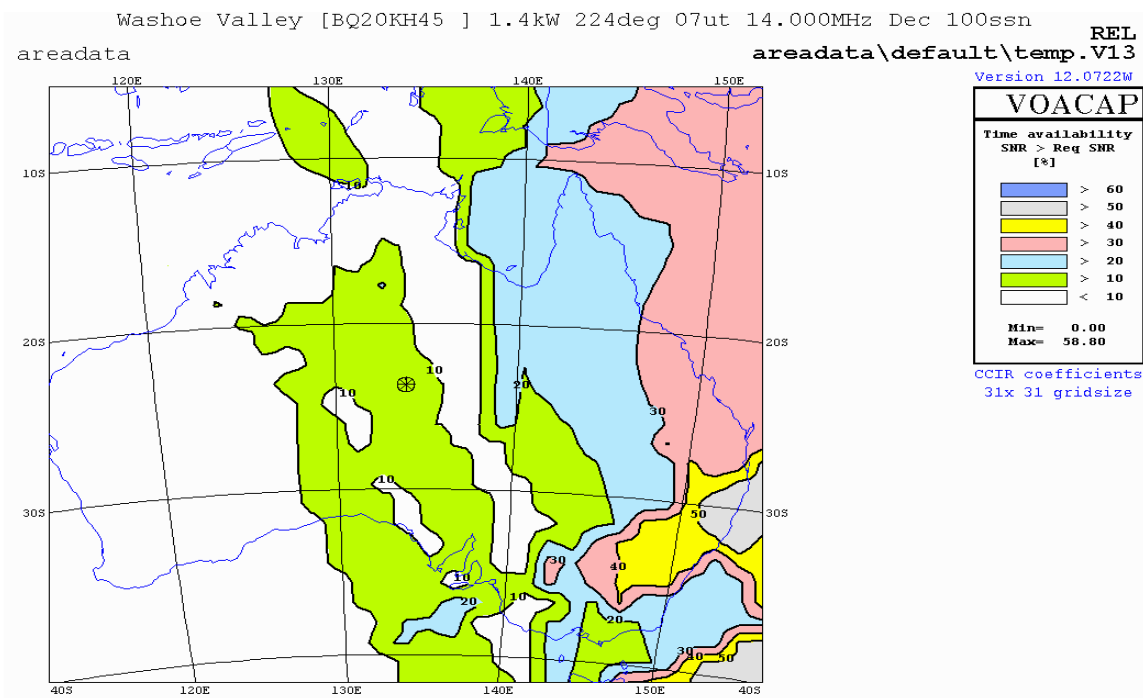 Washoe Valley [BQ20KH45 ] 1.4kW 224deg 07ut 14.000MHz Dec 100ssn
REL
areadata
areadata\default\temp.V13
Version 12.0722W
VOACAP
Time availability
SNR > Req SNR
[%]
> 60
> 50
> 40
> 30
> 20
> 10
< 10
Min= 0.00
Max= 58.80
CCIR coefficients
31x 31 gridsize
120E 130E 140E 150E
10S 10S
10
20S 20S
10 20
10 30
10
30S 50 30S
30 40
10
20 10
20
30 40 50
40S 120E 130E 140E 150E 40S